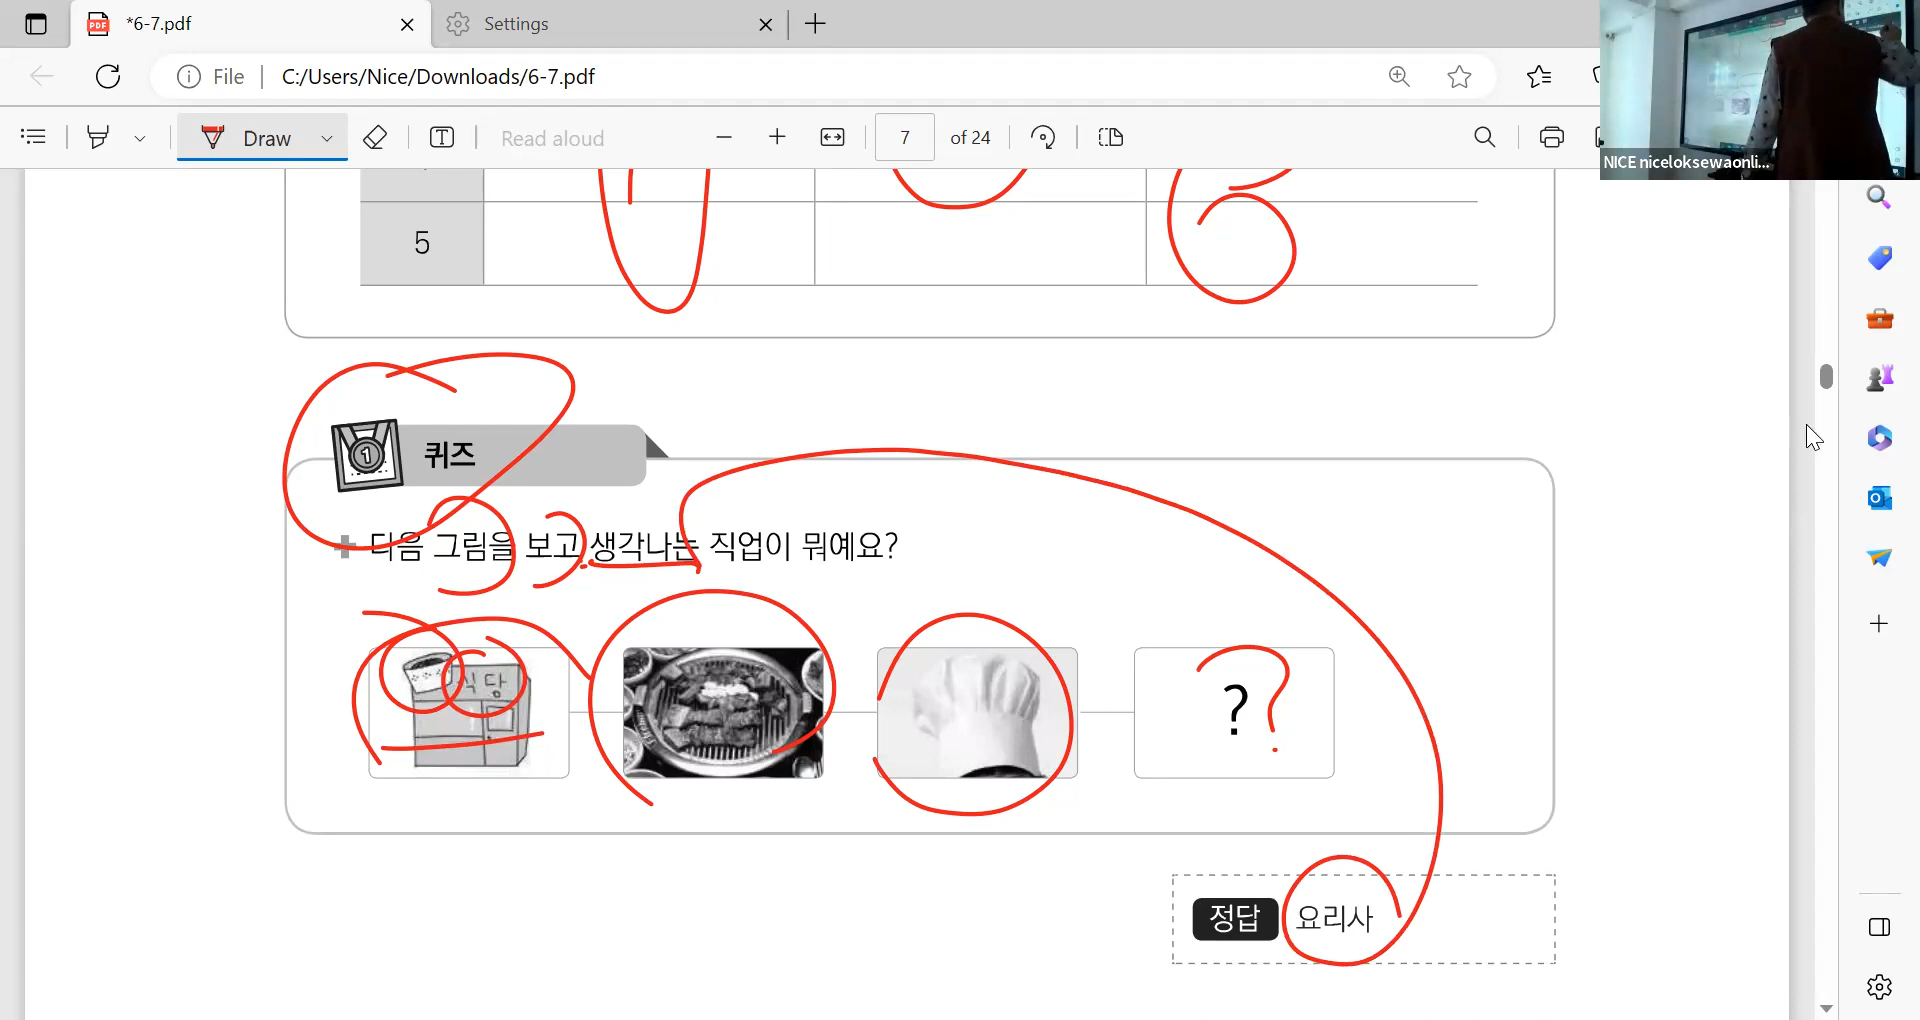 *6-7.pdf
Settings
File
C:/Users/Nice/Downloads/6-7.pdf
Draw
Read aloud
7
of 24
NICE niceloksewaonli...
5
1
퀴즈
다음 그림을 보고 생각나는 직업이 뭐예요?
식당
?
?
정답
요리사